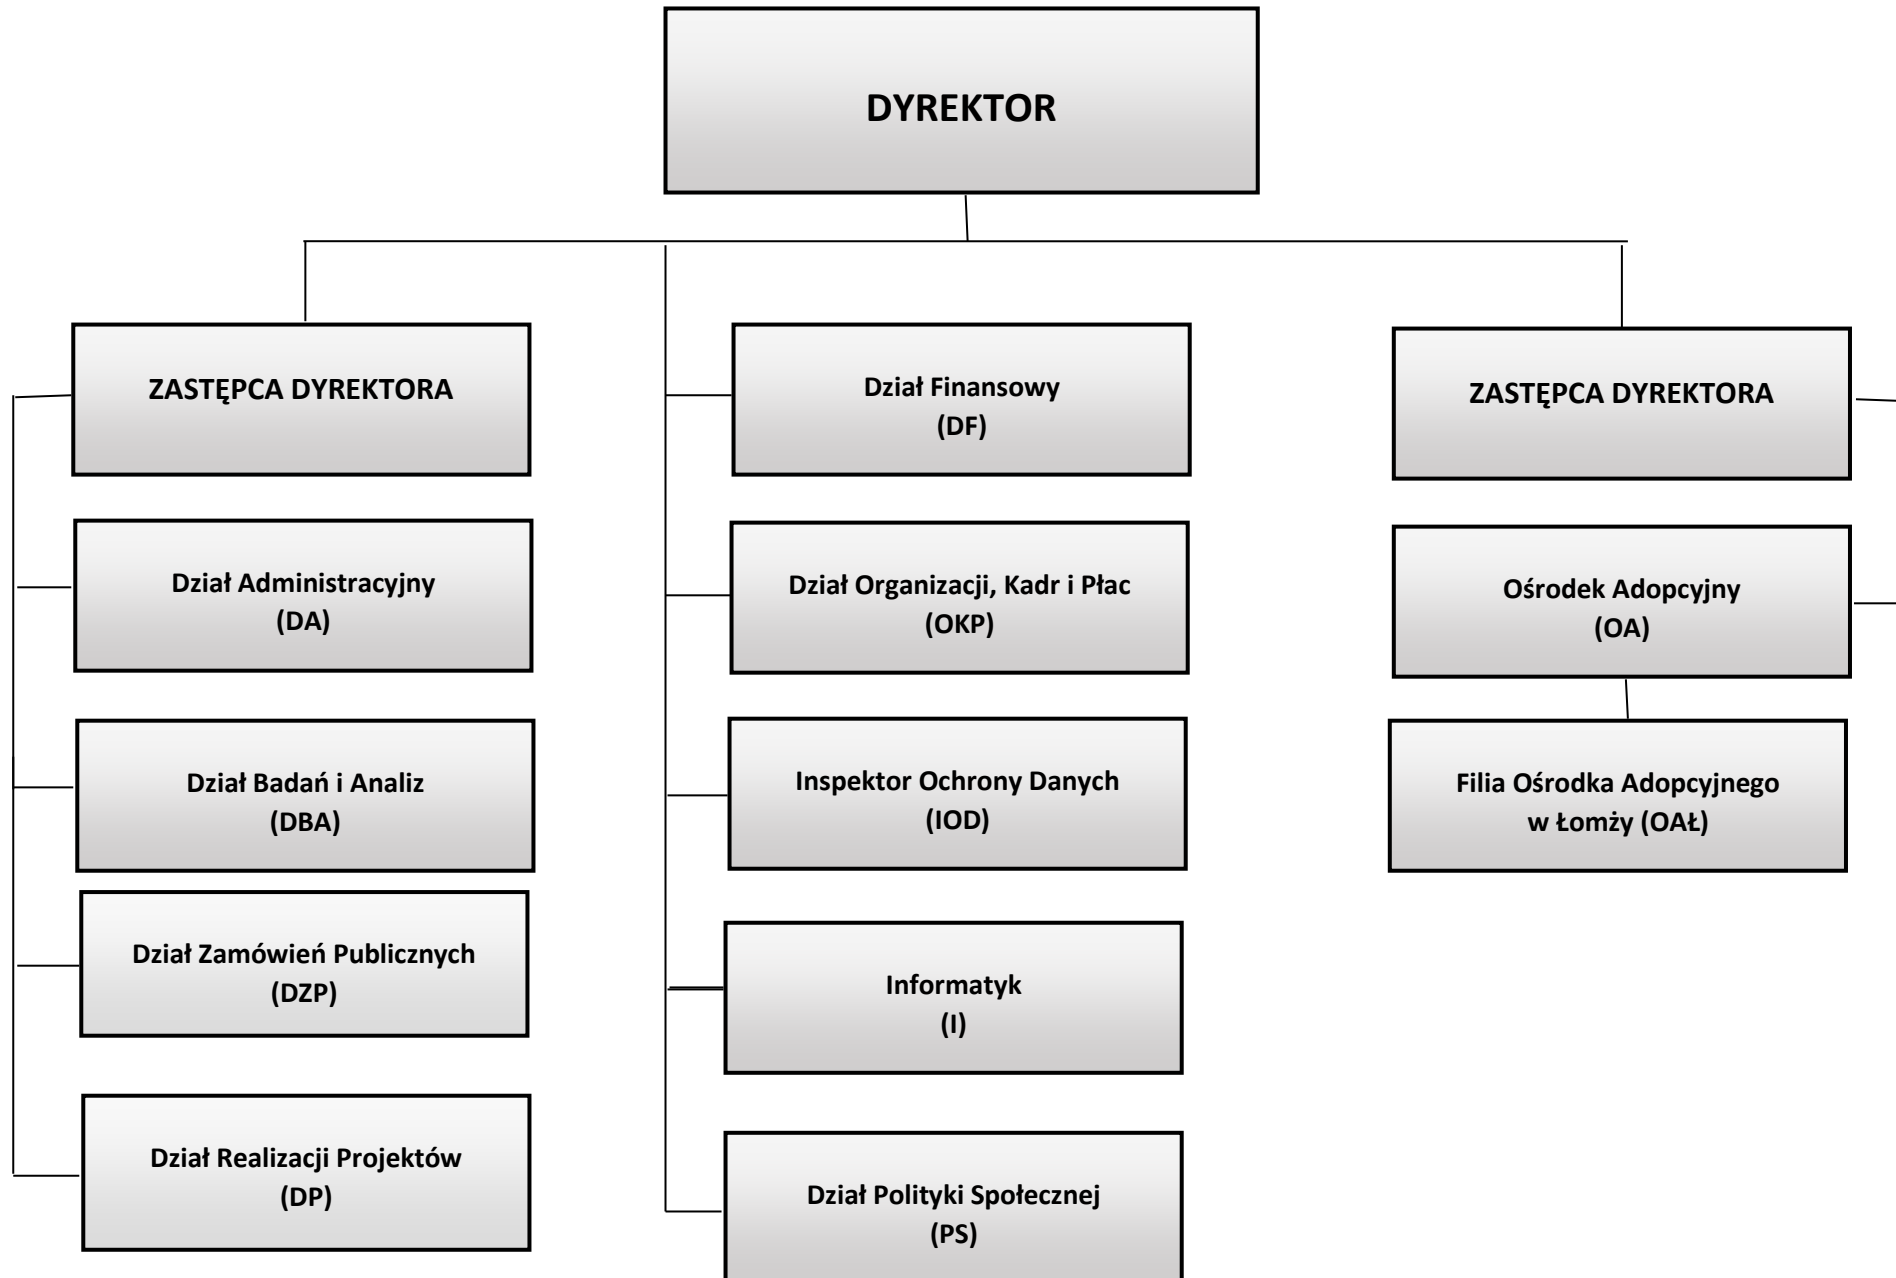 DYREKTOR
ZASTĘPCA DYREKTORA
Dział Administracyjny
(DA)
Dział Badań i Analiz
(DBA)
Dział Zamówień Publicznych
(DZP)
Dział Realizacji Projektów
(DP)
Dział Finansowy
(DF)
Dział Organizacji, Kadr i Płac
(OKP)
Inspektor Ochrony Danych
(IOD)
Informatyk
(I)
Dział Polityki Społecznej
(PS)
ZASTĘPCA DYREKTORA
Ośrodek Adopcyjny
(OA)
Filia Ośrodka Adopcyjnego
w Łomży (OAŁ)